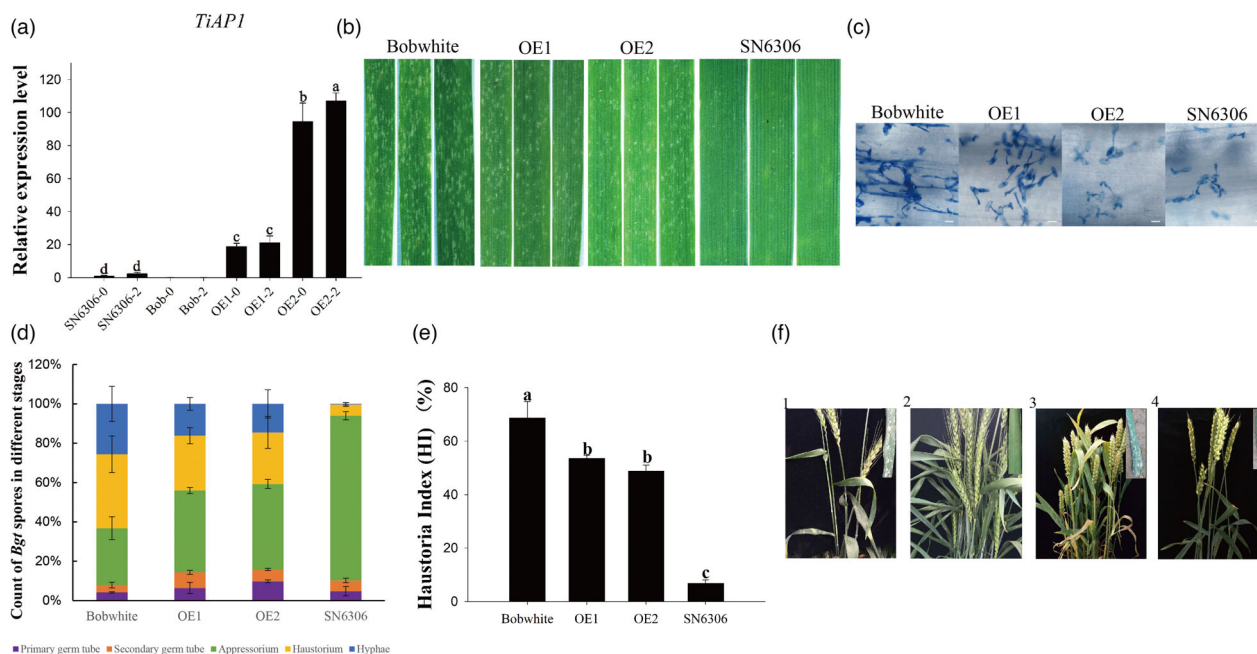 (a)
TiAP1
Relative expression level
120
100
80
60
40
20
0
d
d
c
c
b
a
SN6306-0
SN6306-2
Bob-0
Bob-2
OE1-0
OE1-2
OE2-0
OE2-2
(b)
Bobwhite OE1 OE2 SN6306
(c)
Bobwhite OE1 OE2 SN6306
(d)
Count of Bgt spores in different stages
120%
100%
80%
60%
40%
20%
0%
Bobwhite OE1 OE2 SN6306
Primary germ tube Secondary germ tube Appressorium Haustorium Hyphae
(e)
Haustoria Index (HI) (%)
80
60
40
20
0
a
b
b
c
Bobwhite OE1 OE2 SN6306
(f)
1 2 3 4